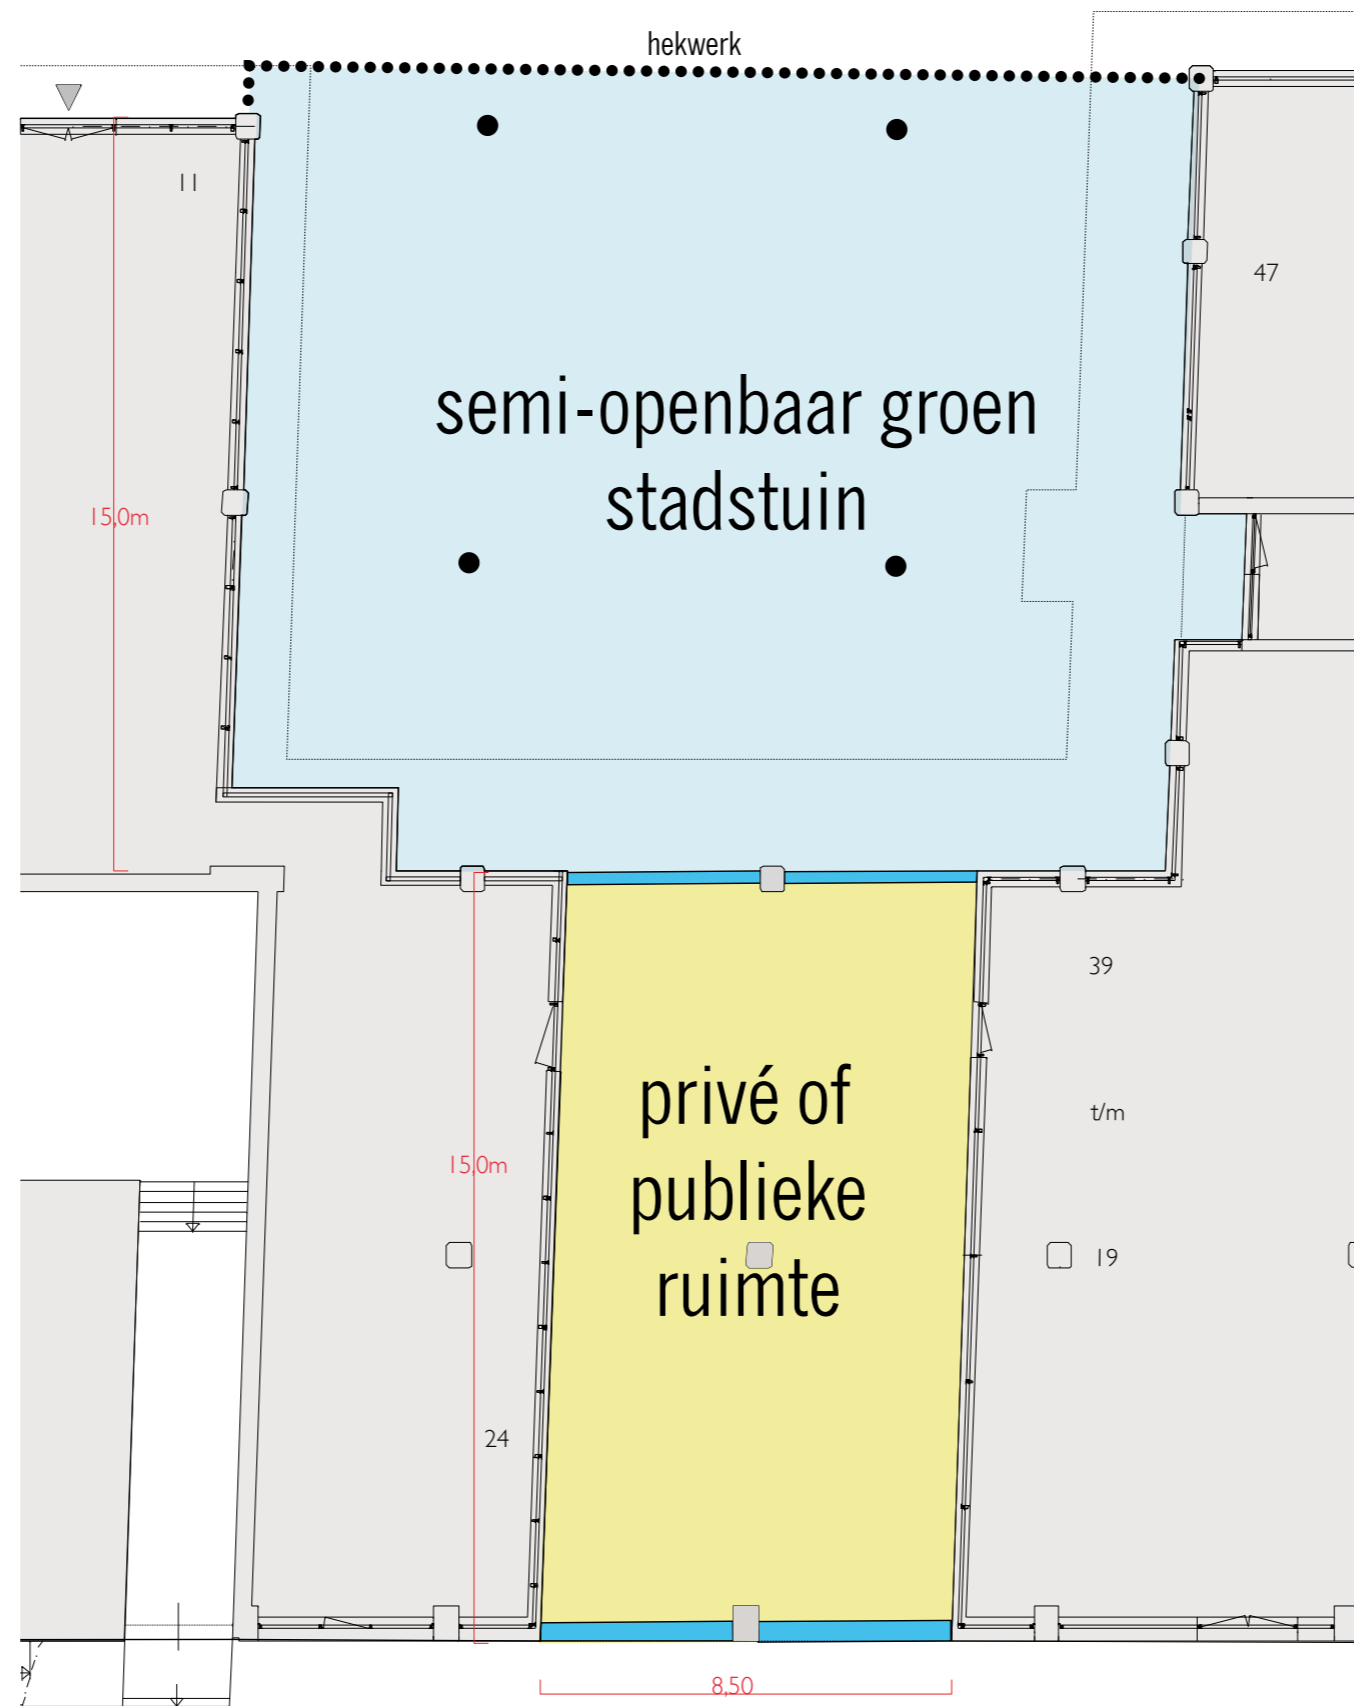 hekwerk
11
47
semi-openbaar groen
stadstuin
15,0m
39
privé of
t/m
15,0m
publieke
19
ruimte
24
8,50